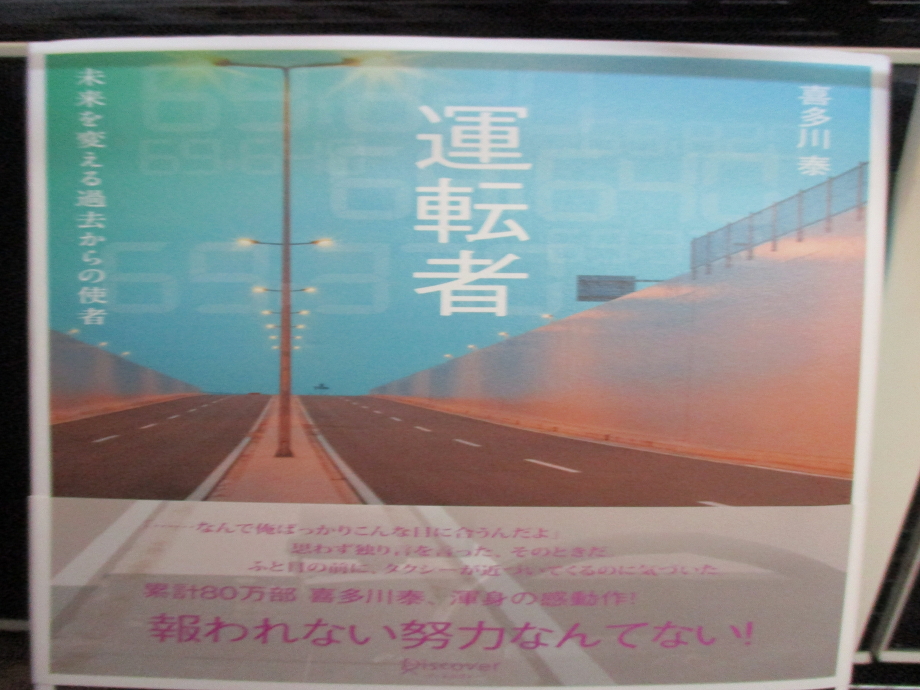 喜多川 泰
運転者
未来を変える過去からの使者
「――なんで俺ばっかりこんな目に合うんだよ」
思わず独り言を言った、そのときだ
ふと目の前に、タクシーが近づいてくるのに気づいた
累計80万部 喜多川泰、渾身の感動作!
報われない努力なんてない!
Discover